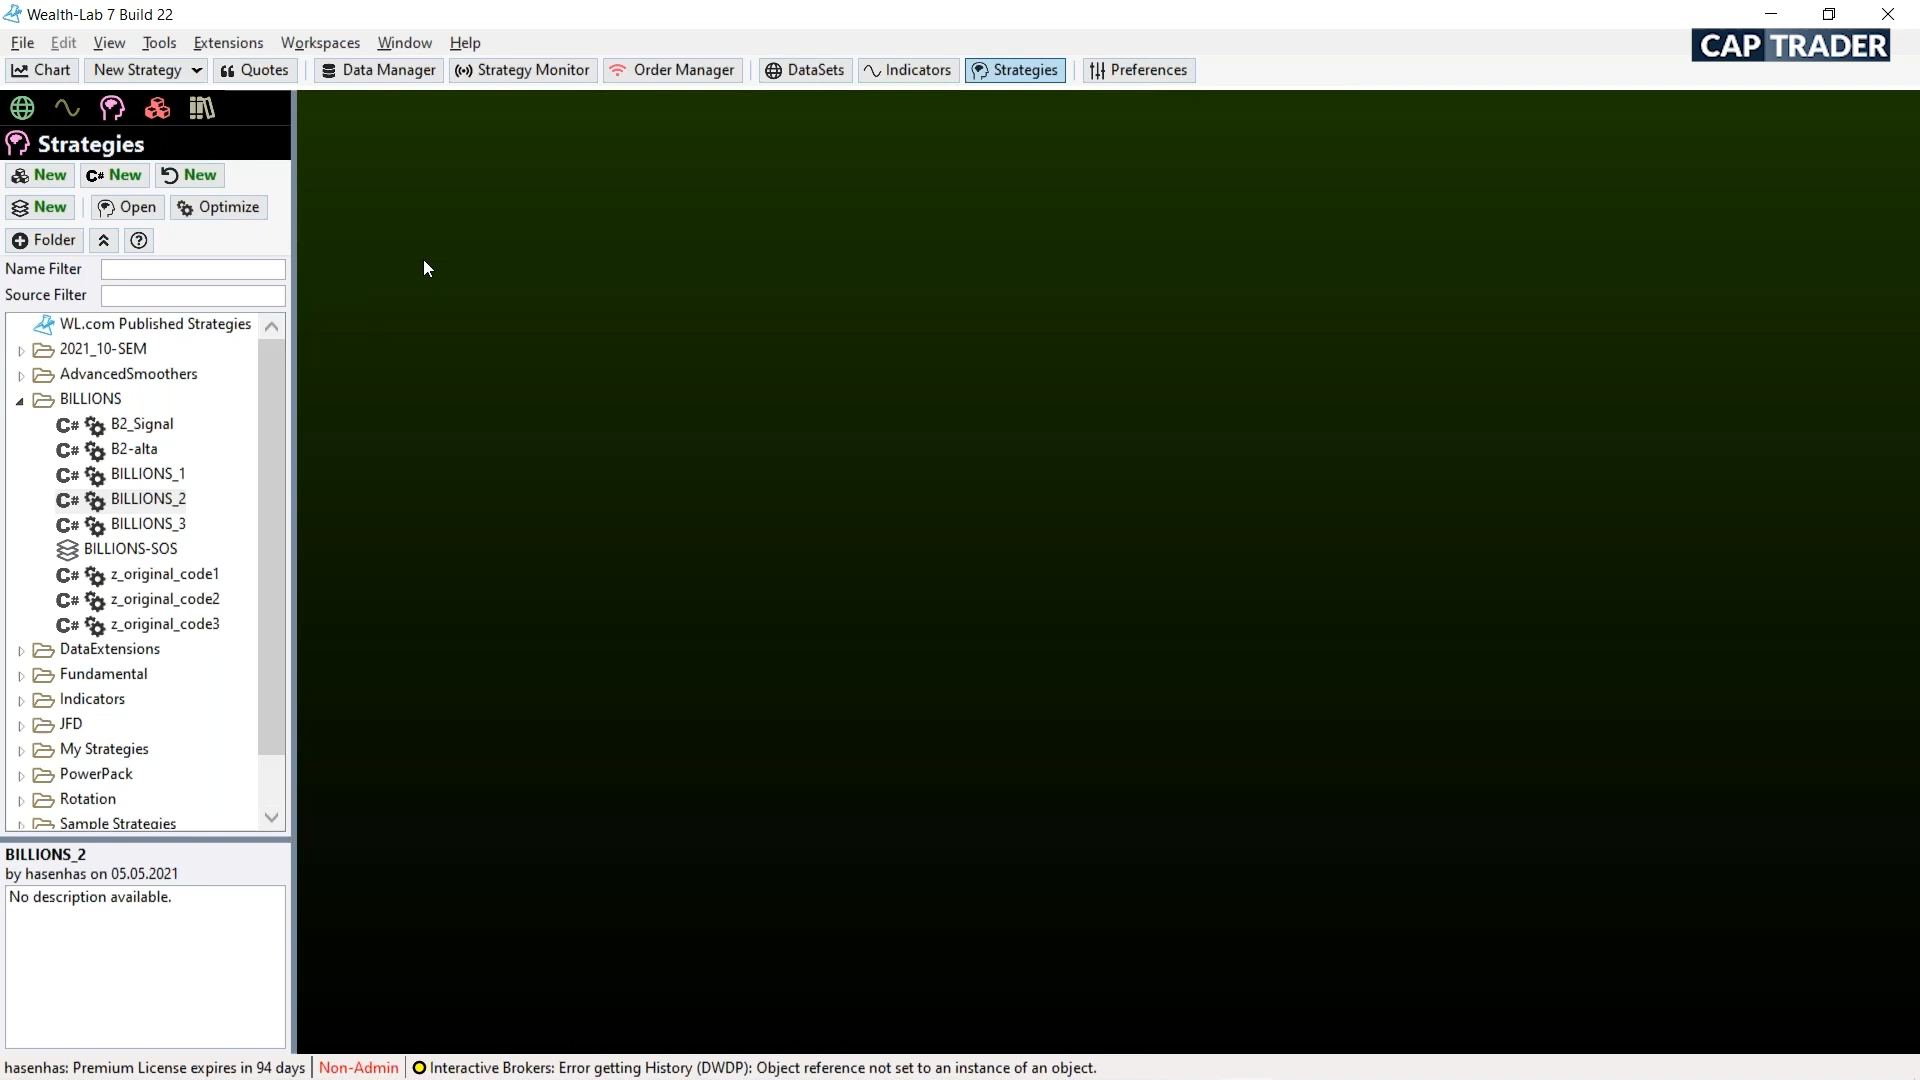 Wealth-Lab 7 Build 22
File Edit View Tools Extensions Workspaces Window Help
CAP TRADER
Chart New Strategy Quotes Data Manager Strategy Monitor Order Manager DataSets Indicators Strategies Preferences
Strategies
New C# New New
New Open Optimize
Folder
Name Filter
Source Filter
WL.com Published Strategies
2021_10-SEM
AdvancedSmoothers
BILLIONS
C# B2_Signal
C# B2-alta
C# BILLIONS_1
C# BILLIONS_2
C# BILLIONS_3
BILLIONS-SOS
C# z_original_code1
C# z_original_code2
C# z_original_code3
DataExtensions
Fundamental
Indicators
JFD
My Strategies
PowerPack
Rotation
Sample Strategies
BILLIONS_2
by hasenhas on 05.05.2021
No description available.
hasenhas: Premium License expires in 94 days Non-Admin Interactive Brokers: Error getting History (DWDP): Object reference not set to an instance of an object.